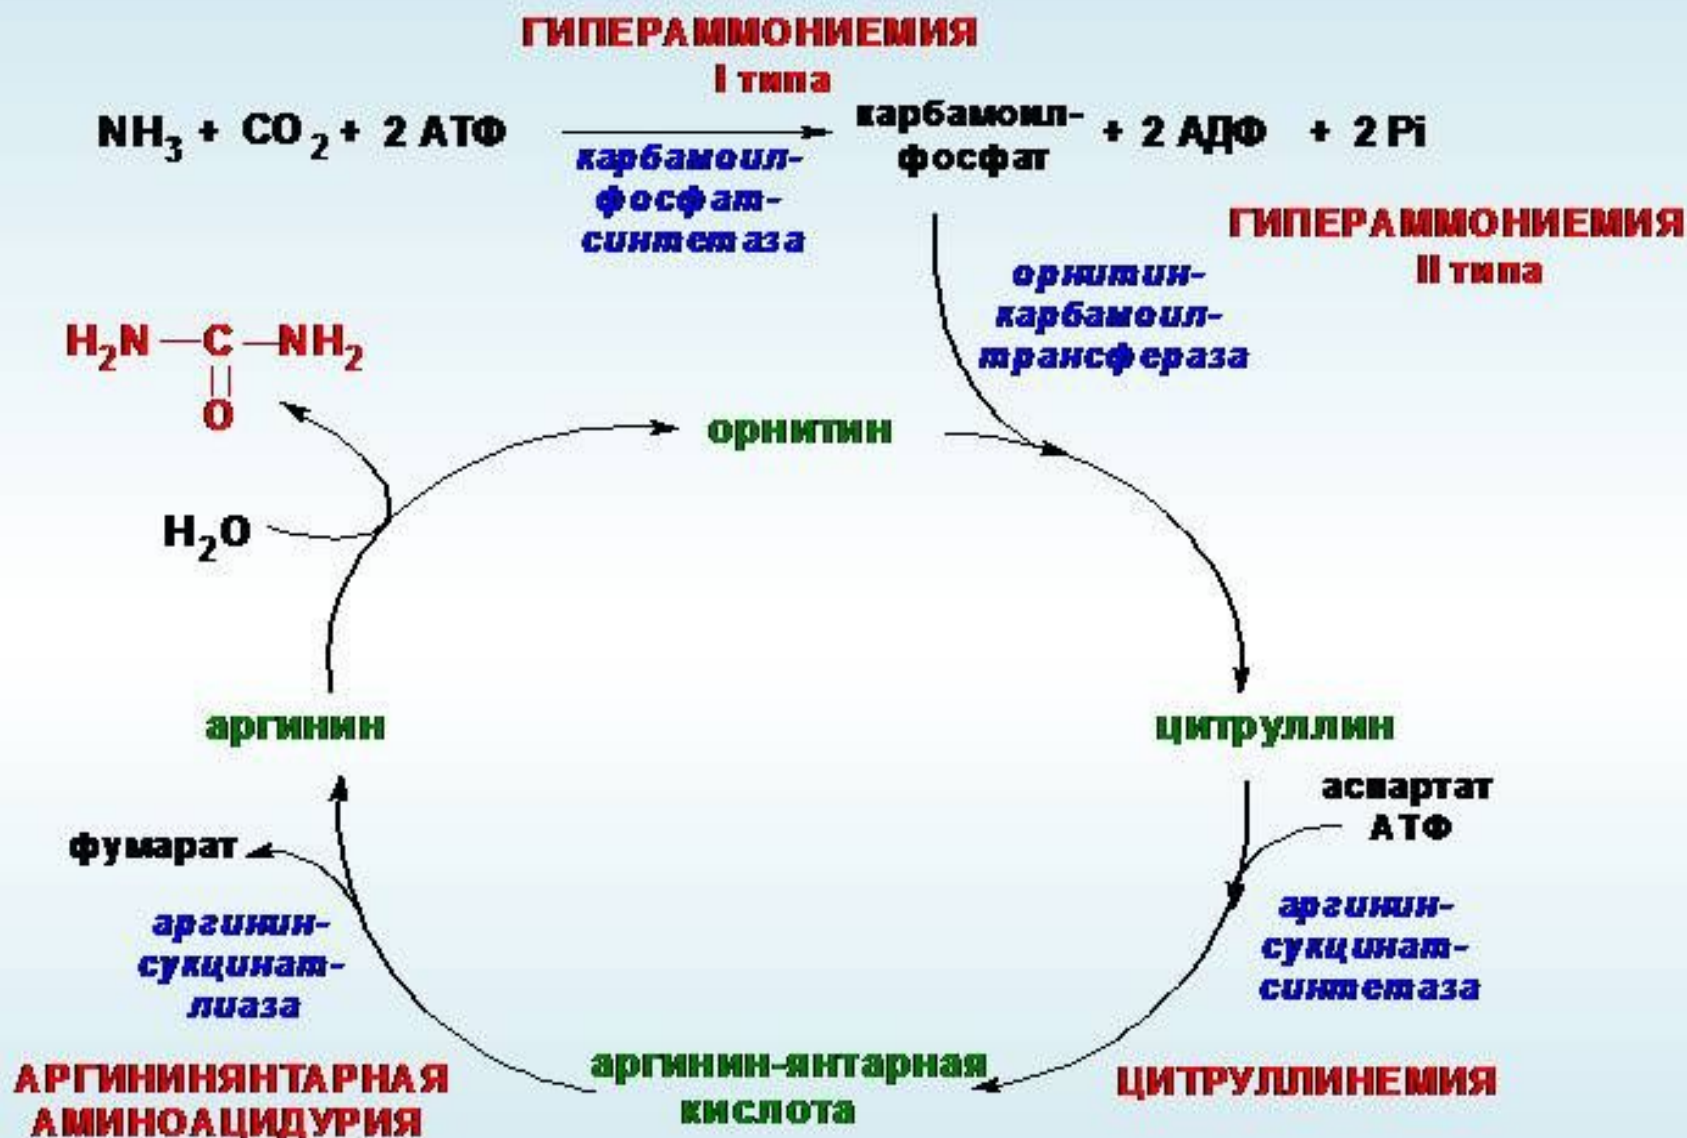 ГИПЕРАММОНИЕМИЯ
I типа
NH3 + CO2 + 2 АТФ
карбамоил-
фосфат-
синтетаза
карбамоил-
фосфат
+ 2 АДФ + 2 Pi
ГИПЕРАММОНИЕМИЯ
II типа
орнитин-
карбамоил-
трансфераза
H2N – C – NH2
O
орнитин
H2O
аргинин
цитруллин
аспартат
АТФ
фумарат
аргинин-
сукцинат-
лиаза
аргинин-
сукцинат-
синтетаза
аргинин-янтарная
кислота
АРГИНИНЯНТАРНАЯ
АМИНОАЦИДУРИЯ
ЦИТРУЛЛИНЕМИЯ